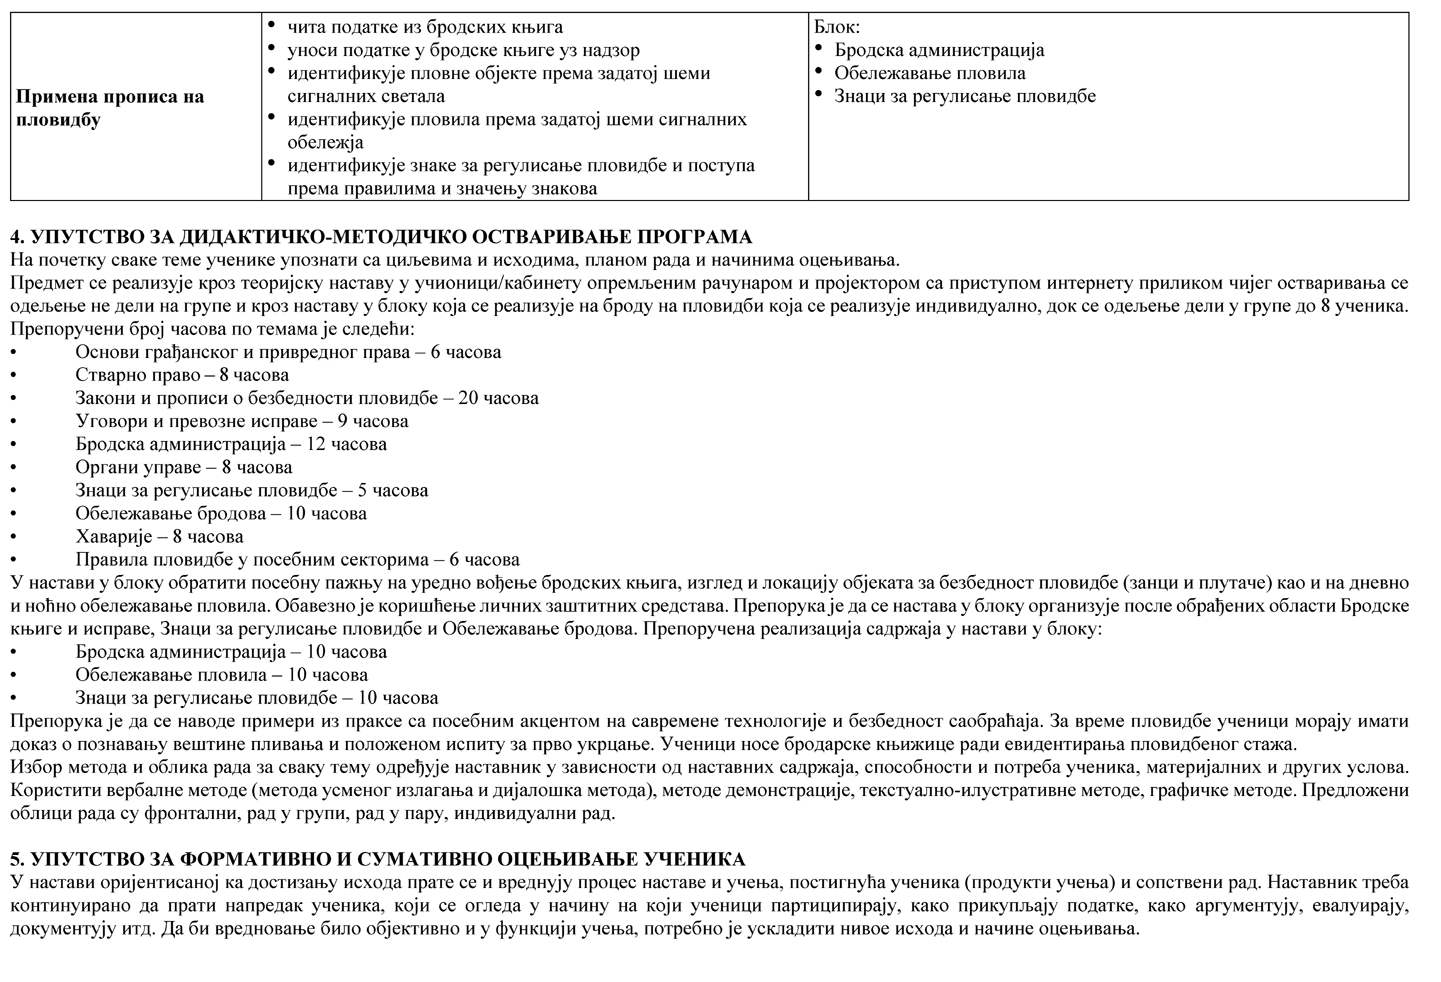 Примена прописа на
пловидбу
• чита податке из бродских књига
• уноси податке у бродске књиге уз надзор
• идентификује пловне објекте према задатој шеми
сигналних светала
• идентификује пловила према задатој шеми сигналних
обележја
• идентификује знаке за регулисање пловидбе и поступа
према правилима и значењу знакова
Блок:
• Бродска администрација
• Обележавање пловила
• Знаци за регулисање пловидбе
4. УПУТСТВО ЗА ДИДАКТИЧКО-МЕТОДИЧКО ОСТВАРИВАЊЕ ПРОГРАМА
На почетку сваке теме ученике упознати са циљевима и исходима, планом рада и начинима оцењивања.
Предмет се реализује кроз теоријску наставу у учионици/кабинету опремљеним рачунаром и пројектором са приступом интернету приликом чијег остваривања се
одељење не дели на групе и кроз наставу у блоку која се реализује на броду на пловидби која се реализује индивидуално, док се одељење дели у групе до 8 ученика.
Препоручени број часова по темама је следећи:
• Основи грађанског и привредног права – 6 часова
• Стварно право – 8 часова
• Закони и прописи о безбедности пловидбе – 20 часова
• Уговори и превозне исправе – 9 часова
• Бродска администрација – 12 часова
• Органи управе – 8 часова
• Знаци за регулисање пловидбе – 5 часова
• Обележавање бродова – 10 часова
• Хаварије – 8 часова
• Правила пловидбе у посебним секторима – 6 часова
У настави у блоку обратити посебну пажњу на уредно вођење бродских књига, изглед и локацију објеката за безбедност пловидбе (занци и плутаче) као и на дневно
и ноћно обележавање пловила. Обавезно је коришћење личних заштитних средстава. Препорука је да се настава у блоку организује после обрађених области Бродске
књиге и исправе, Знаци за регулисање пловидбе и Обележавање бродова. Препоручена реализација садржаја у настави у блоку:
• Бродска администрација – 10 часова
• Обележавање пловила – 10 часова
• Знаци за регулисање пловидбе – 10 часова
Препорука је да се наводе примери из праксе са посебним акцентом на савремене технологије и безбедност саобраћаја. За време пловидбе ученици морају имати
доказ о познавању вештине пливања и положеном испиту за прво укрцање. Ученици носе бродарске књижице ради евидентирања пловидбеног стажа.
Избор метода и облика рада за сваку тему одређује наставник у зависности од наставних садржаја, способности и потреба ученика, материјалних и других услова.
Користити вербалне методе (метода усменог излагања и дијалошка метода), методе демонстрације, текстуално-илустративне методе, графичке методе. Предложени
облици рада су фронтални, рад у групи, рад у пару, индивидуални рад.
5. УПУТСТВО ЗА ФОРМАТИВНО И СУМАТИВНО ОЦЕЊИВАЊЕ УЧЕНИКА
У настави оријентисаној ка достизању исхода прате се и вреднују процес наставе и учења, постигнућа ученика (продукти учења) и сопствени рад. Наставник треба
континуирано да прати напредак ученика, који се огледа у начину на који ученици партиципирају, како прикупљају податке, како аргументују, евалуирају,
документују итд. Да би вредновање било објективно и у функцији учења, потребно је ускладити нивое исхода и начине оцењивања.